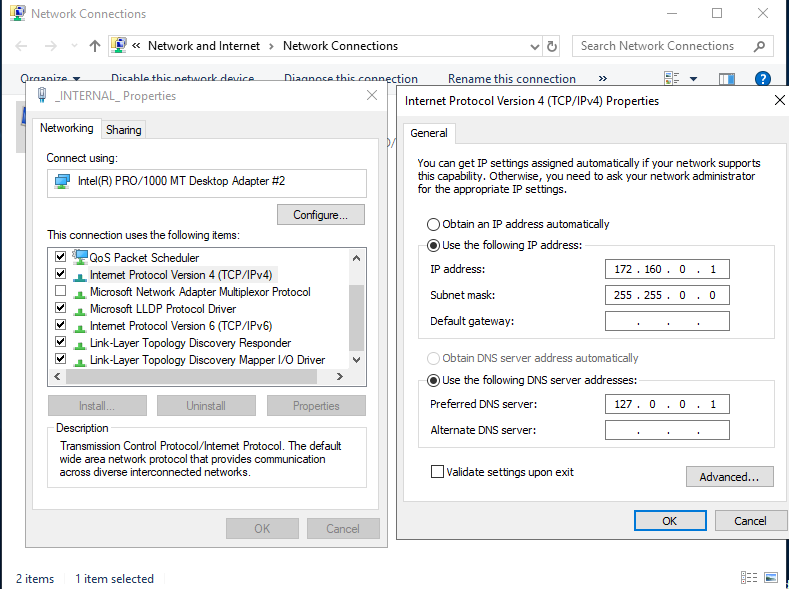 Network Connections
« Network and Internet > Network Connections
Search Network Connections
Organize
Disable this network device
Diagnose this connection
Rename this connection
»
?
_INTERNAL_ Properties
Networking
Sharing
Connect using:
Intel(R) PRO/1000 MT Desktop Adapter #2
Configure...
This connection uses the following items:
QoS Packet Scheduler
Internet Protocol Version 4 (TCP/IPv4)
Microsoft Network Adapter Multiplexor Protocol
Microsoft LLDP Protocol Driver
Internet Protocol Version 6 (TCP/IPv6)
Link-Layer Topology Discovery Responder
Link-Layer Topology Discovery Mapper I/O Driver
Install...
Uninstall
Properties
Description
Transmission Control Protocol/Internet Protocol. The default
wide area network protocol that provides communication
across diverse interconnected networks.
OK
Cancel
Internet Protocol Version 4 (TCP/IPv4) Properties
General
You can get IP settings assigned automatically if your network supports
this capability. Otherwise, you need to ask your network administrator
for the appropriate IP settings.
Obtain an IP address automatically
Use the following IP address:
IP address: 172 . 160 . 0 . 1
Subnet mask: 255 . 255 . 0 . 0
Default gateway: . . .
Obtain DNS server address automatically
Use the following DNS server addresses:
Preferred DNS server: 127 . 0 . 0 . 1
Alternate DNS server: . . .
Validate settings upon exit
Advanced...
OK
Cancel
2 items
1 item selected